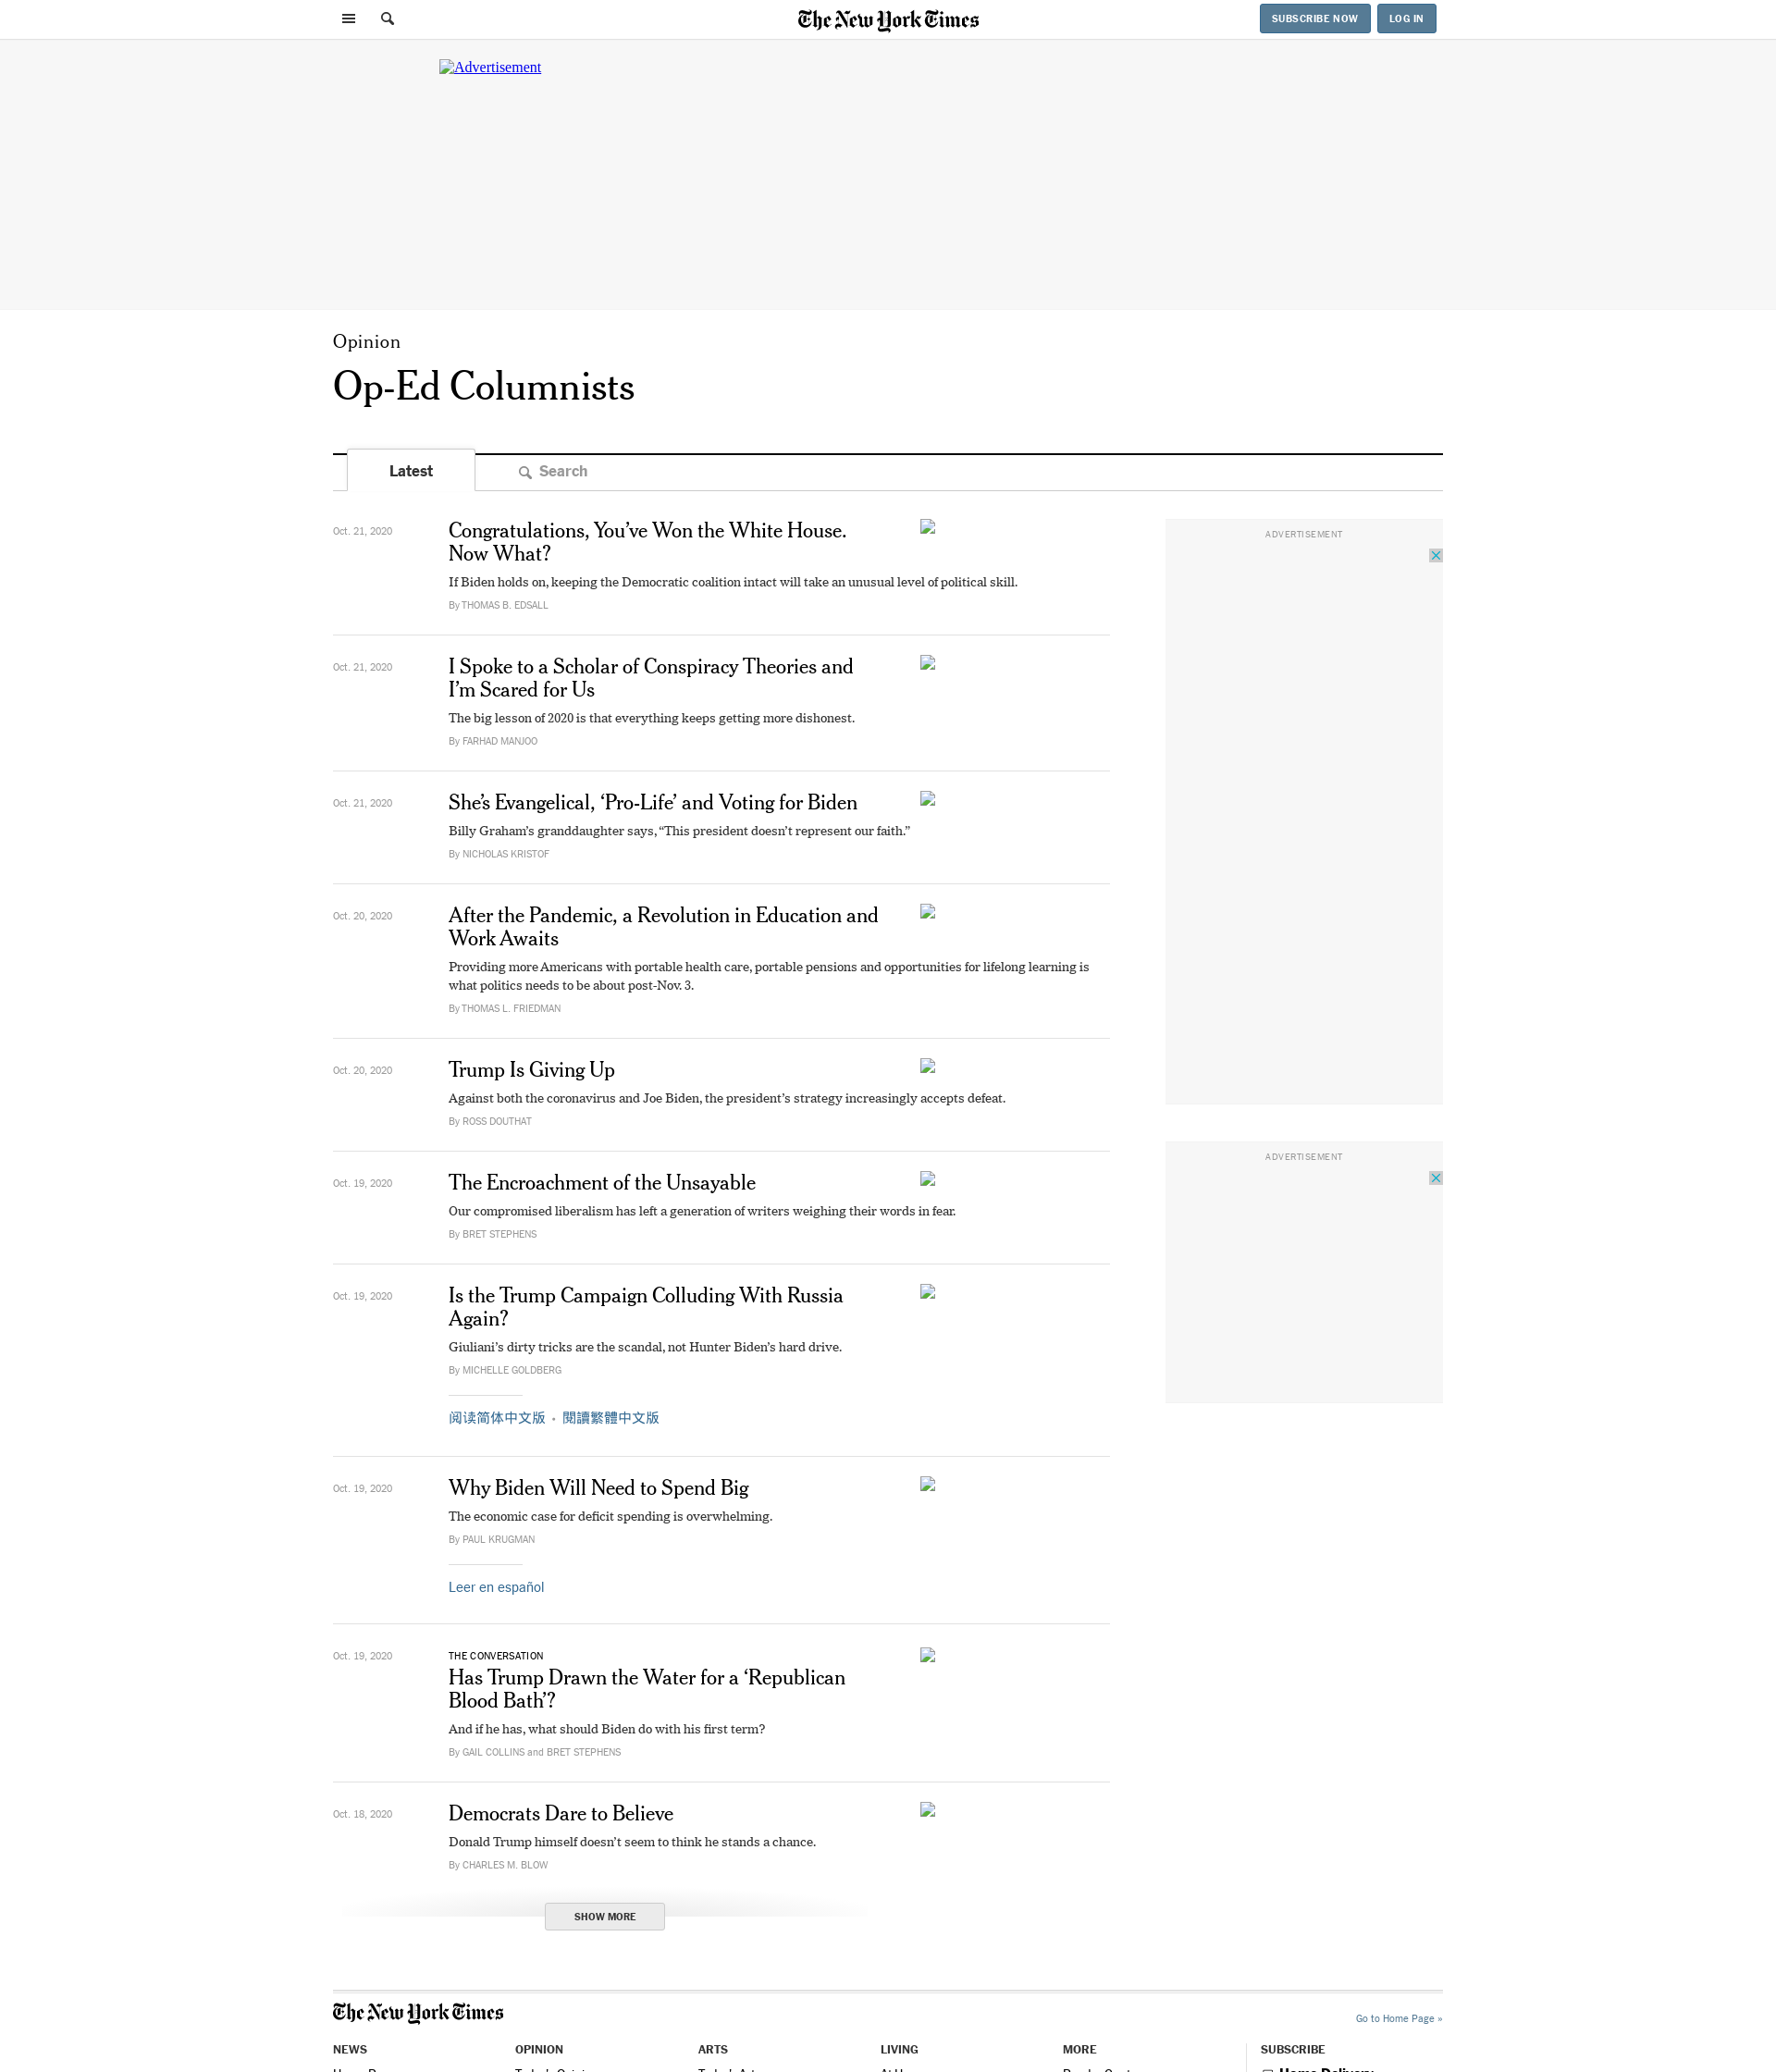 The New York Times
SUBSCRIBE NOW
LOG IN
Advertisement
Opinion
Op-Ed Columnists
Latest
Search
Oct. 21, 2020
Congratulations, You’ve Won the White House.
Now What?
If Biden holds on, keeping the Democratic coalition intact will take an unusual level of political skill.
By THOMAS B. EDSALL
Oct. 21, 2020
I Spoke to a Scholar of Conspiracy Theories and
I’m Scared for Us
The big lesson of 2020 is that everything keeps getting more dishonest.
By FARHAD MANJOO
Oct. 21, 2020
She’s Evangelical, ‘Pro-Life’ and Voting for Biden
Billy Graham’s granddaughter says, “This president doesn’t represent our faith.”
By NICHOLAS KRISTOF
Oct. 20, 2020
After the Pandemic, a Revolution in Education and
Work Awaits
Providing more Americans with portable health care, portable pensions and opportunities for lifelong learning is
what politics needs to be about post-Nov. 3.
By THOMAS L. FRIEDMAN
Oct. 20, 2020
Trump Is Giving Up
Against both the coronavirus and Joe Biden, the president’s strategy increasingly accepts defeat.
By ROSS DOUTHAT
Oct. 19, 2020
The Encroachment of the Unsayable
Our compromised liberalism has left a generation of writers weighing their words in fear.
By BRET STEPHENS
Oct. 19, 2020
Is the Trump Campaign Colluding With Russia
Again?
Giuliani’s dirty tricks are the scandal, not Hunter Biden’s hard drive.
By MICHELLE GOLDBERG
阅读简体中文版 • 閱讀繁體中文版
Oct. 19, 2020
Why Biden Will Need to Spend Big
The economic case for deficit spending is overwhelming.
By PAUL KRUGMAN
Leer en español
Oct. 19, 2020
THE CONVERSATION
Has Trump Drawn the Water for a ‘Republican
Blood Bath’?
And if he has, what should Biden do with his first term?
By GAIL COLLINS and BRET STEPHENS
Oct. 18, 2020
Democrats Dare to Believe
Donald Trump himself doesn’t seem to think he stands a chance.
By CHARLES M. BLOW
SHOW MORE
ADVERTISEMENT
ADVERTISEMENT
The New York Times
Go to Home Page »
NEWS
OPINION
ARTS
LIVING
MORE
SUBSCRIBE
Home Delivery